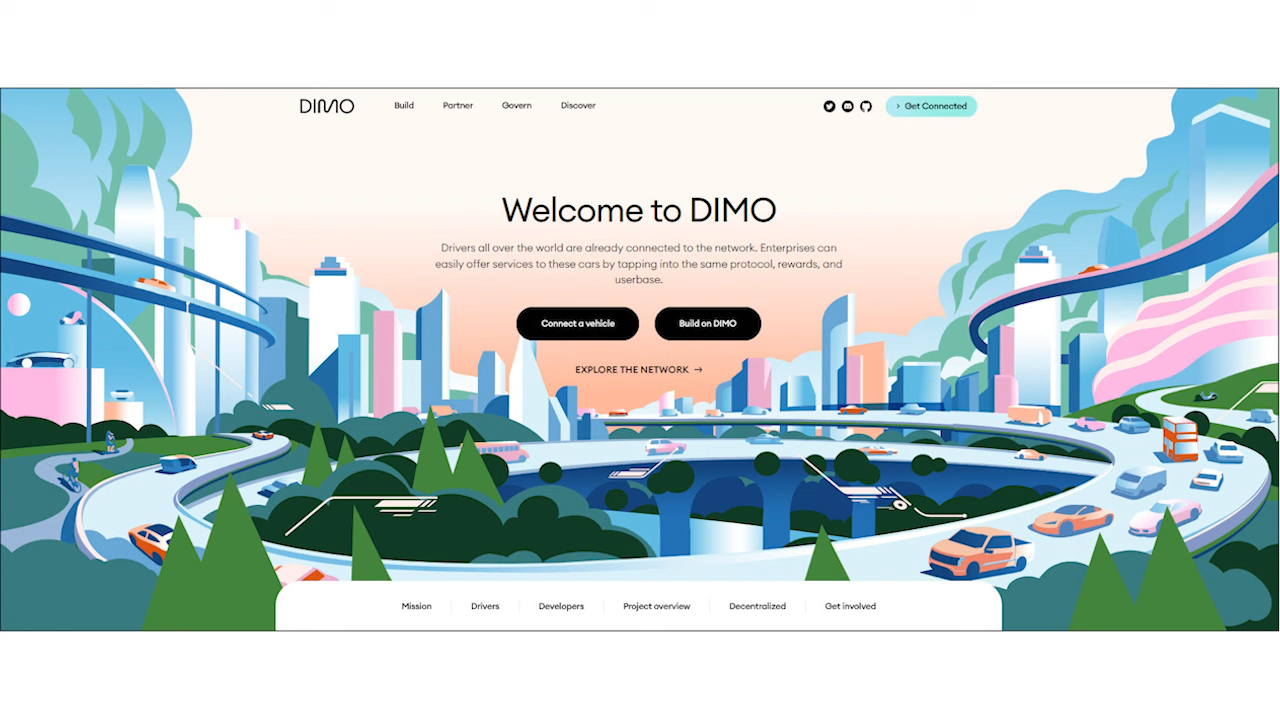 DIMO
Build
Partner
Govern
Discover
Get Connected
Welcome to DIMO
Drivers all over the world are already connected to the network. Enterprises can
easily offer services to these cars by tapping into the same protocol, rewards, and
userbase.
Connect a vehicle
Build on DIMO
EXPLORE THE NETWORK →
Mission
Drivers
Developers
Project overview
Decentralized
Get involved